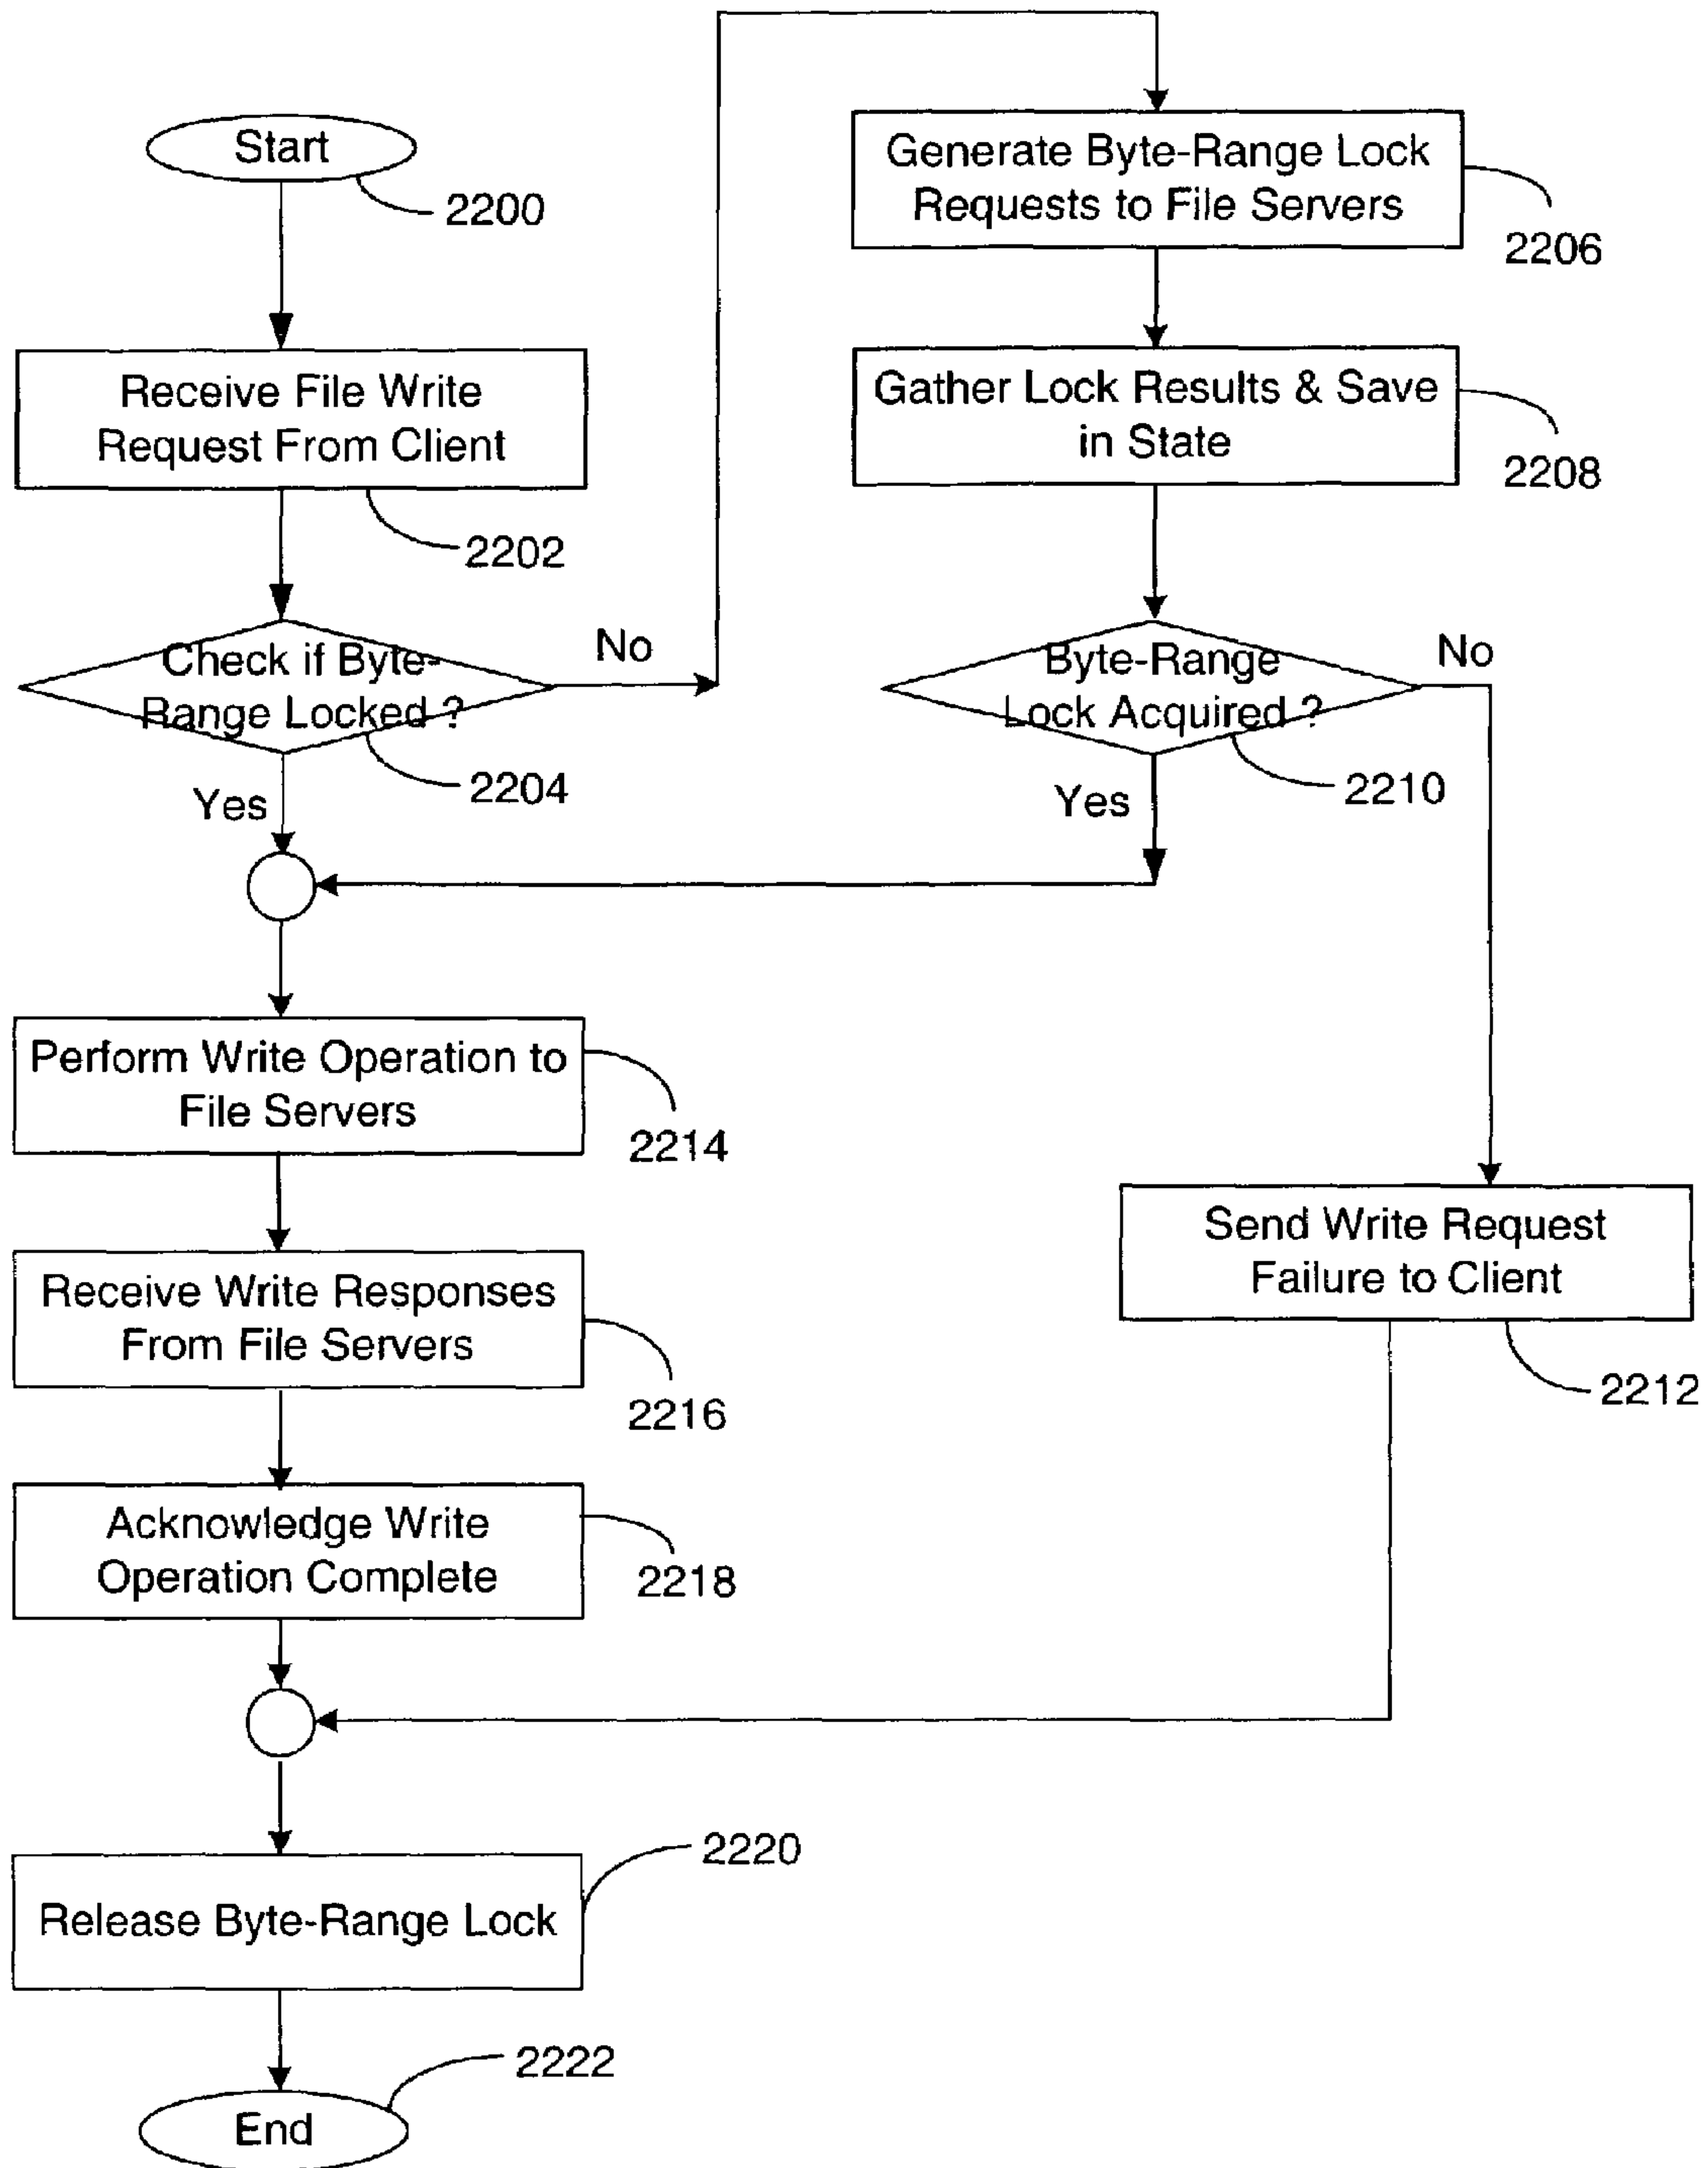 Start
2200
Receive File Write
Request From Client
2202
Check if Byte-
Range Locked ?
2204
No
Yes
Generate Byte-Range Lock
Requests to File Servers
2206
Gather Lock Results & Save
in State
2208
Byte-Range
Lock Acquired ?
2210
No
Yes
Perform Write Operation to
File Servers
2214
Send Write Request
Failure to Client
2212
Receive Write Responses
From File Servers
2216
Acknowledge Write
Operation Complete
2218
Release Byte-Range Lock
2220
End
2222